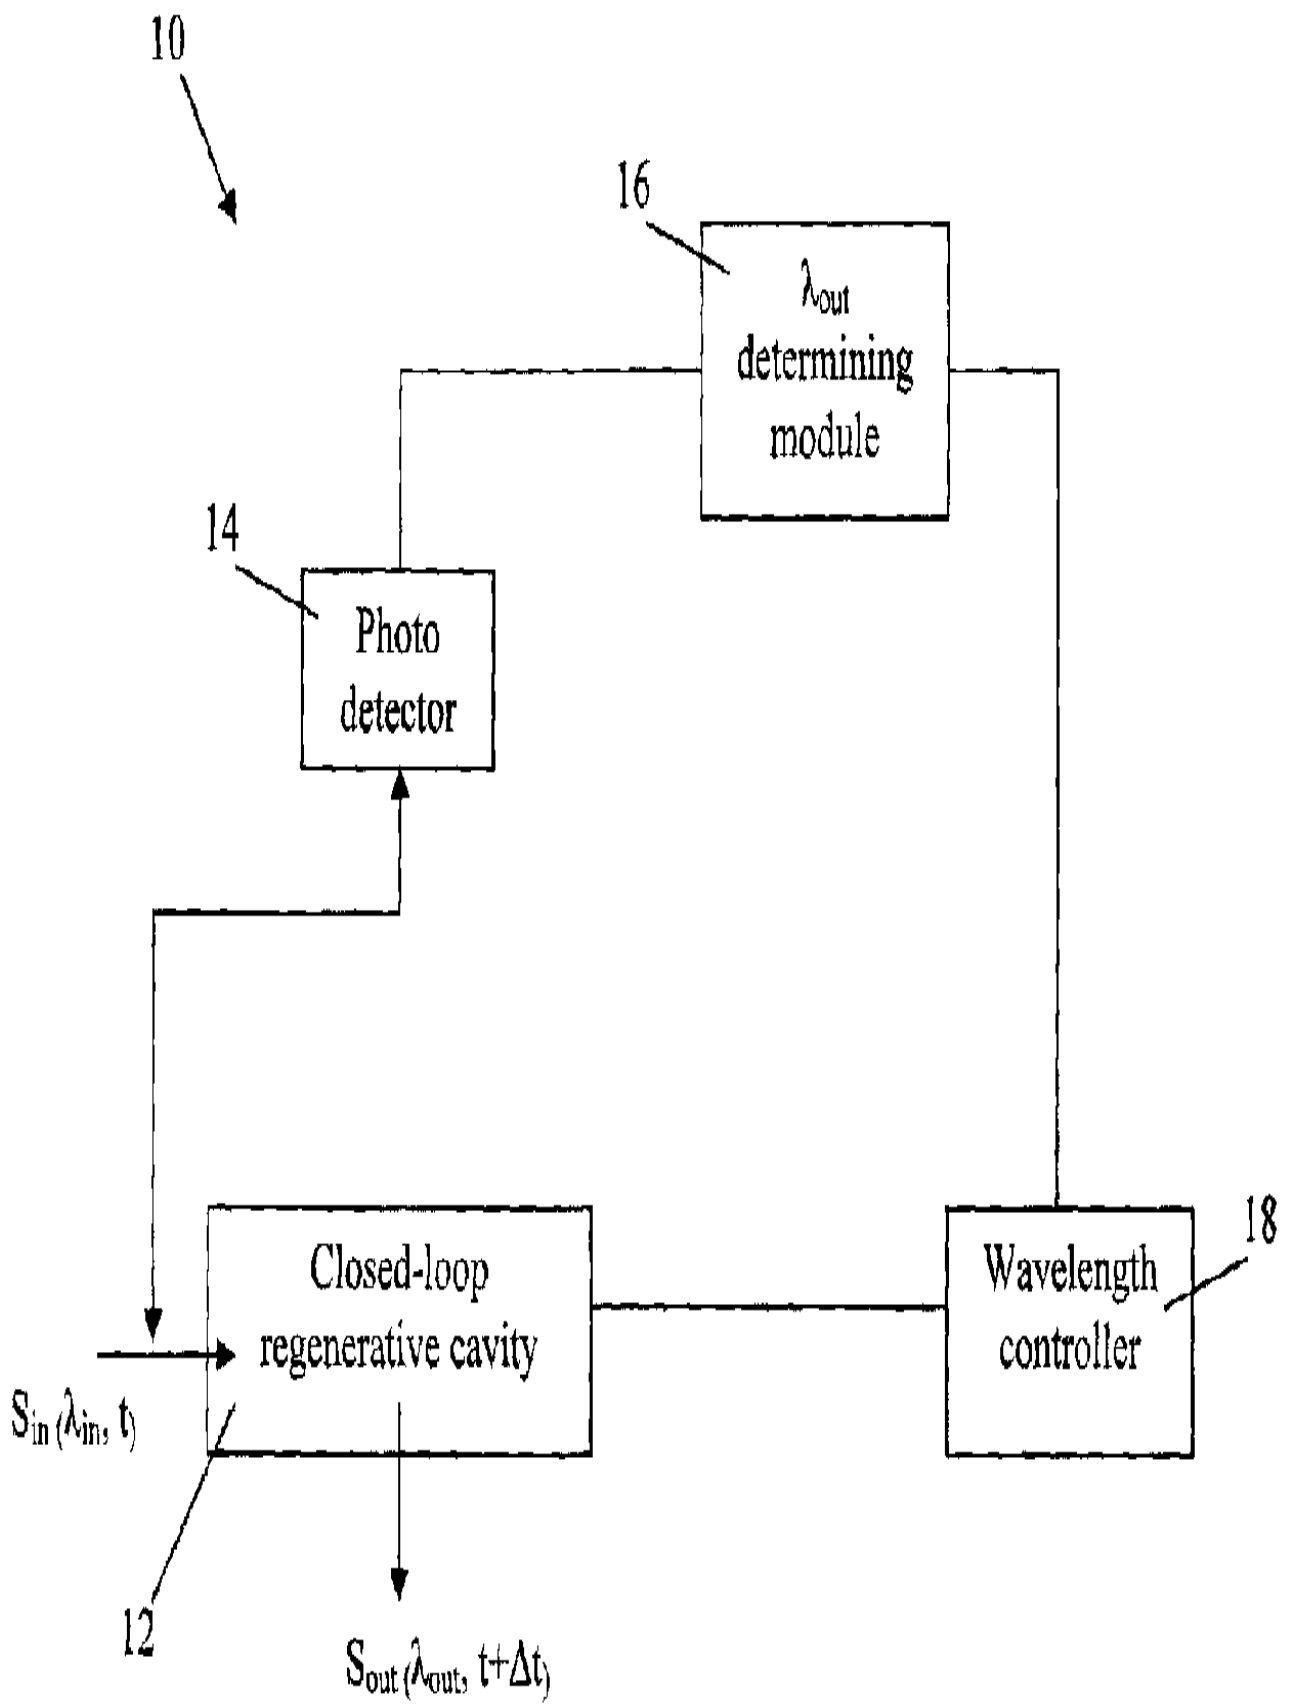 10
16
λout
determining
module
14
Photo
detector
18
Closed-loop
regenerative cavity
Wavelength
controller
Sin (λin, t)
12
Sout (λout, t+Δt)